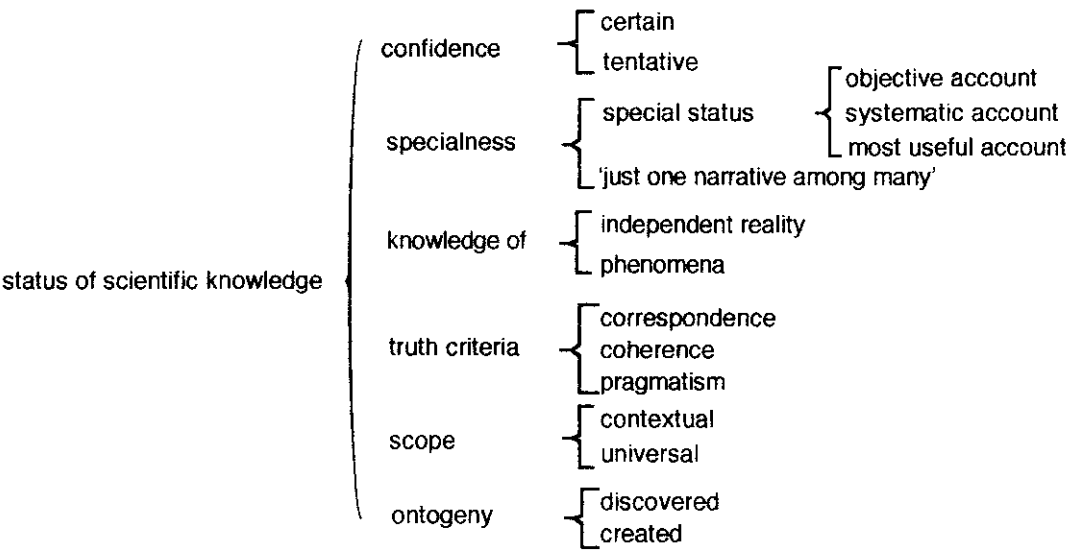 status of scientific knowledge
confidence
certain
tentative
specialness
special status
objective account
systematic account
most useful account
'just one narrative among many'
knowledge of
independent reality
phenomena
truth criteria
correspondence
coherence
pragmatism
scope
contextual
universal
ontogeny
discovered
created